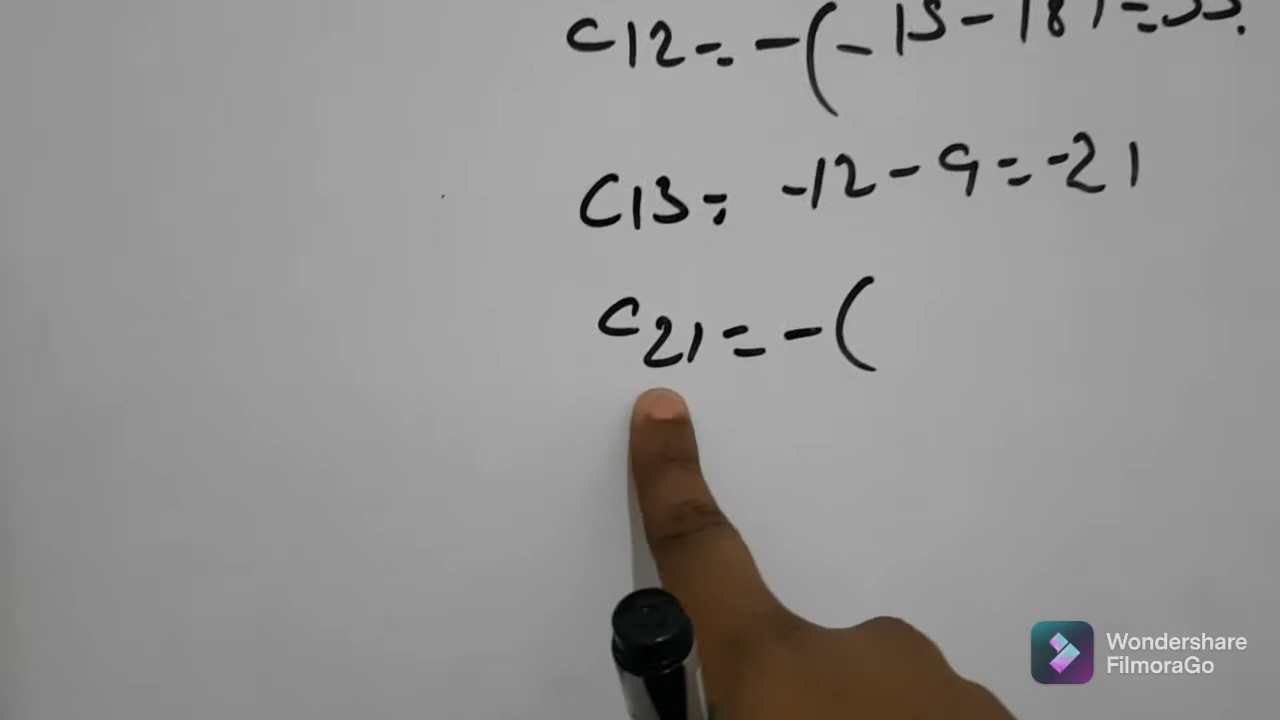 C12 = -(-15-18) = 33.
C13 = -12-9 = -21
C21 = -(
Wondershare
FilmoraGo